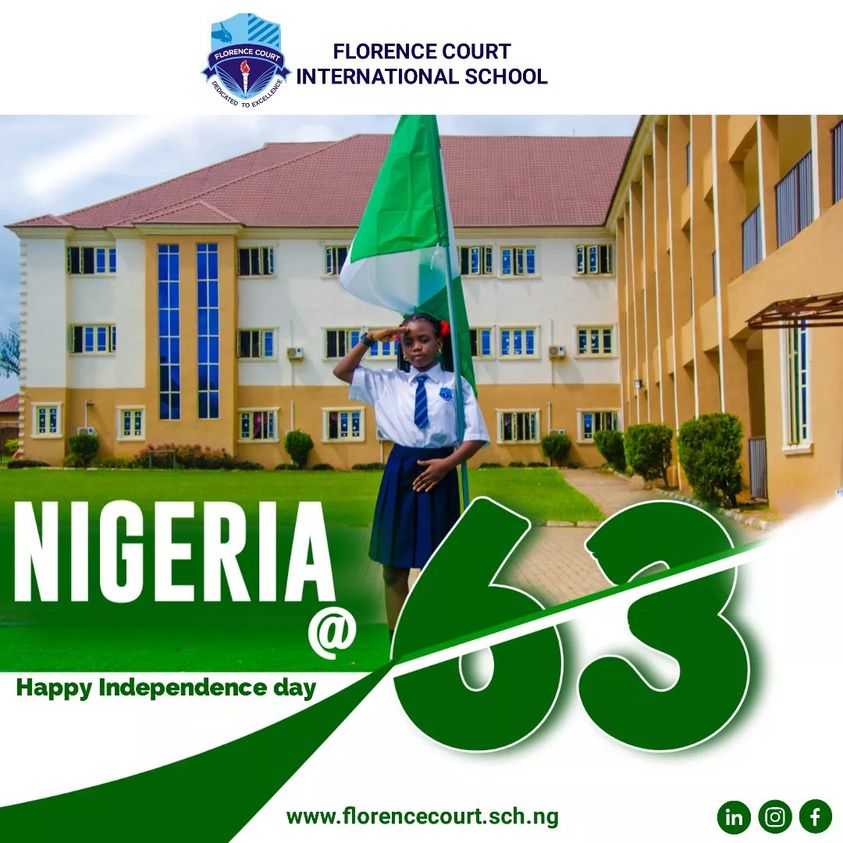 FLORENCE COURT
DEDICATED TO EXCELLENCE
FLORENCE COURT
INTERNATIONAL SCHOOL
NIGERIA
@
63
Happy Independence day
www.florencecourt.sch.ng
in
f